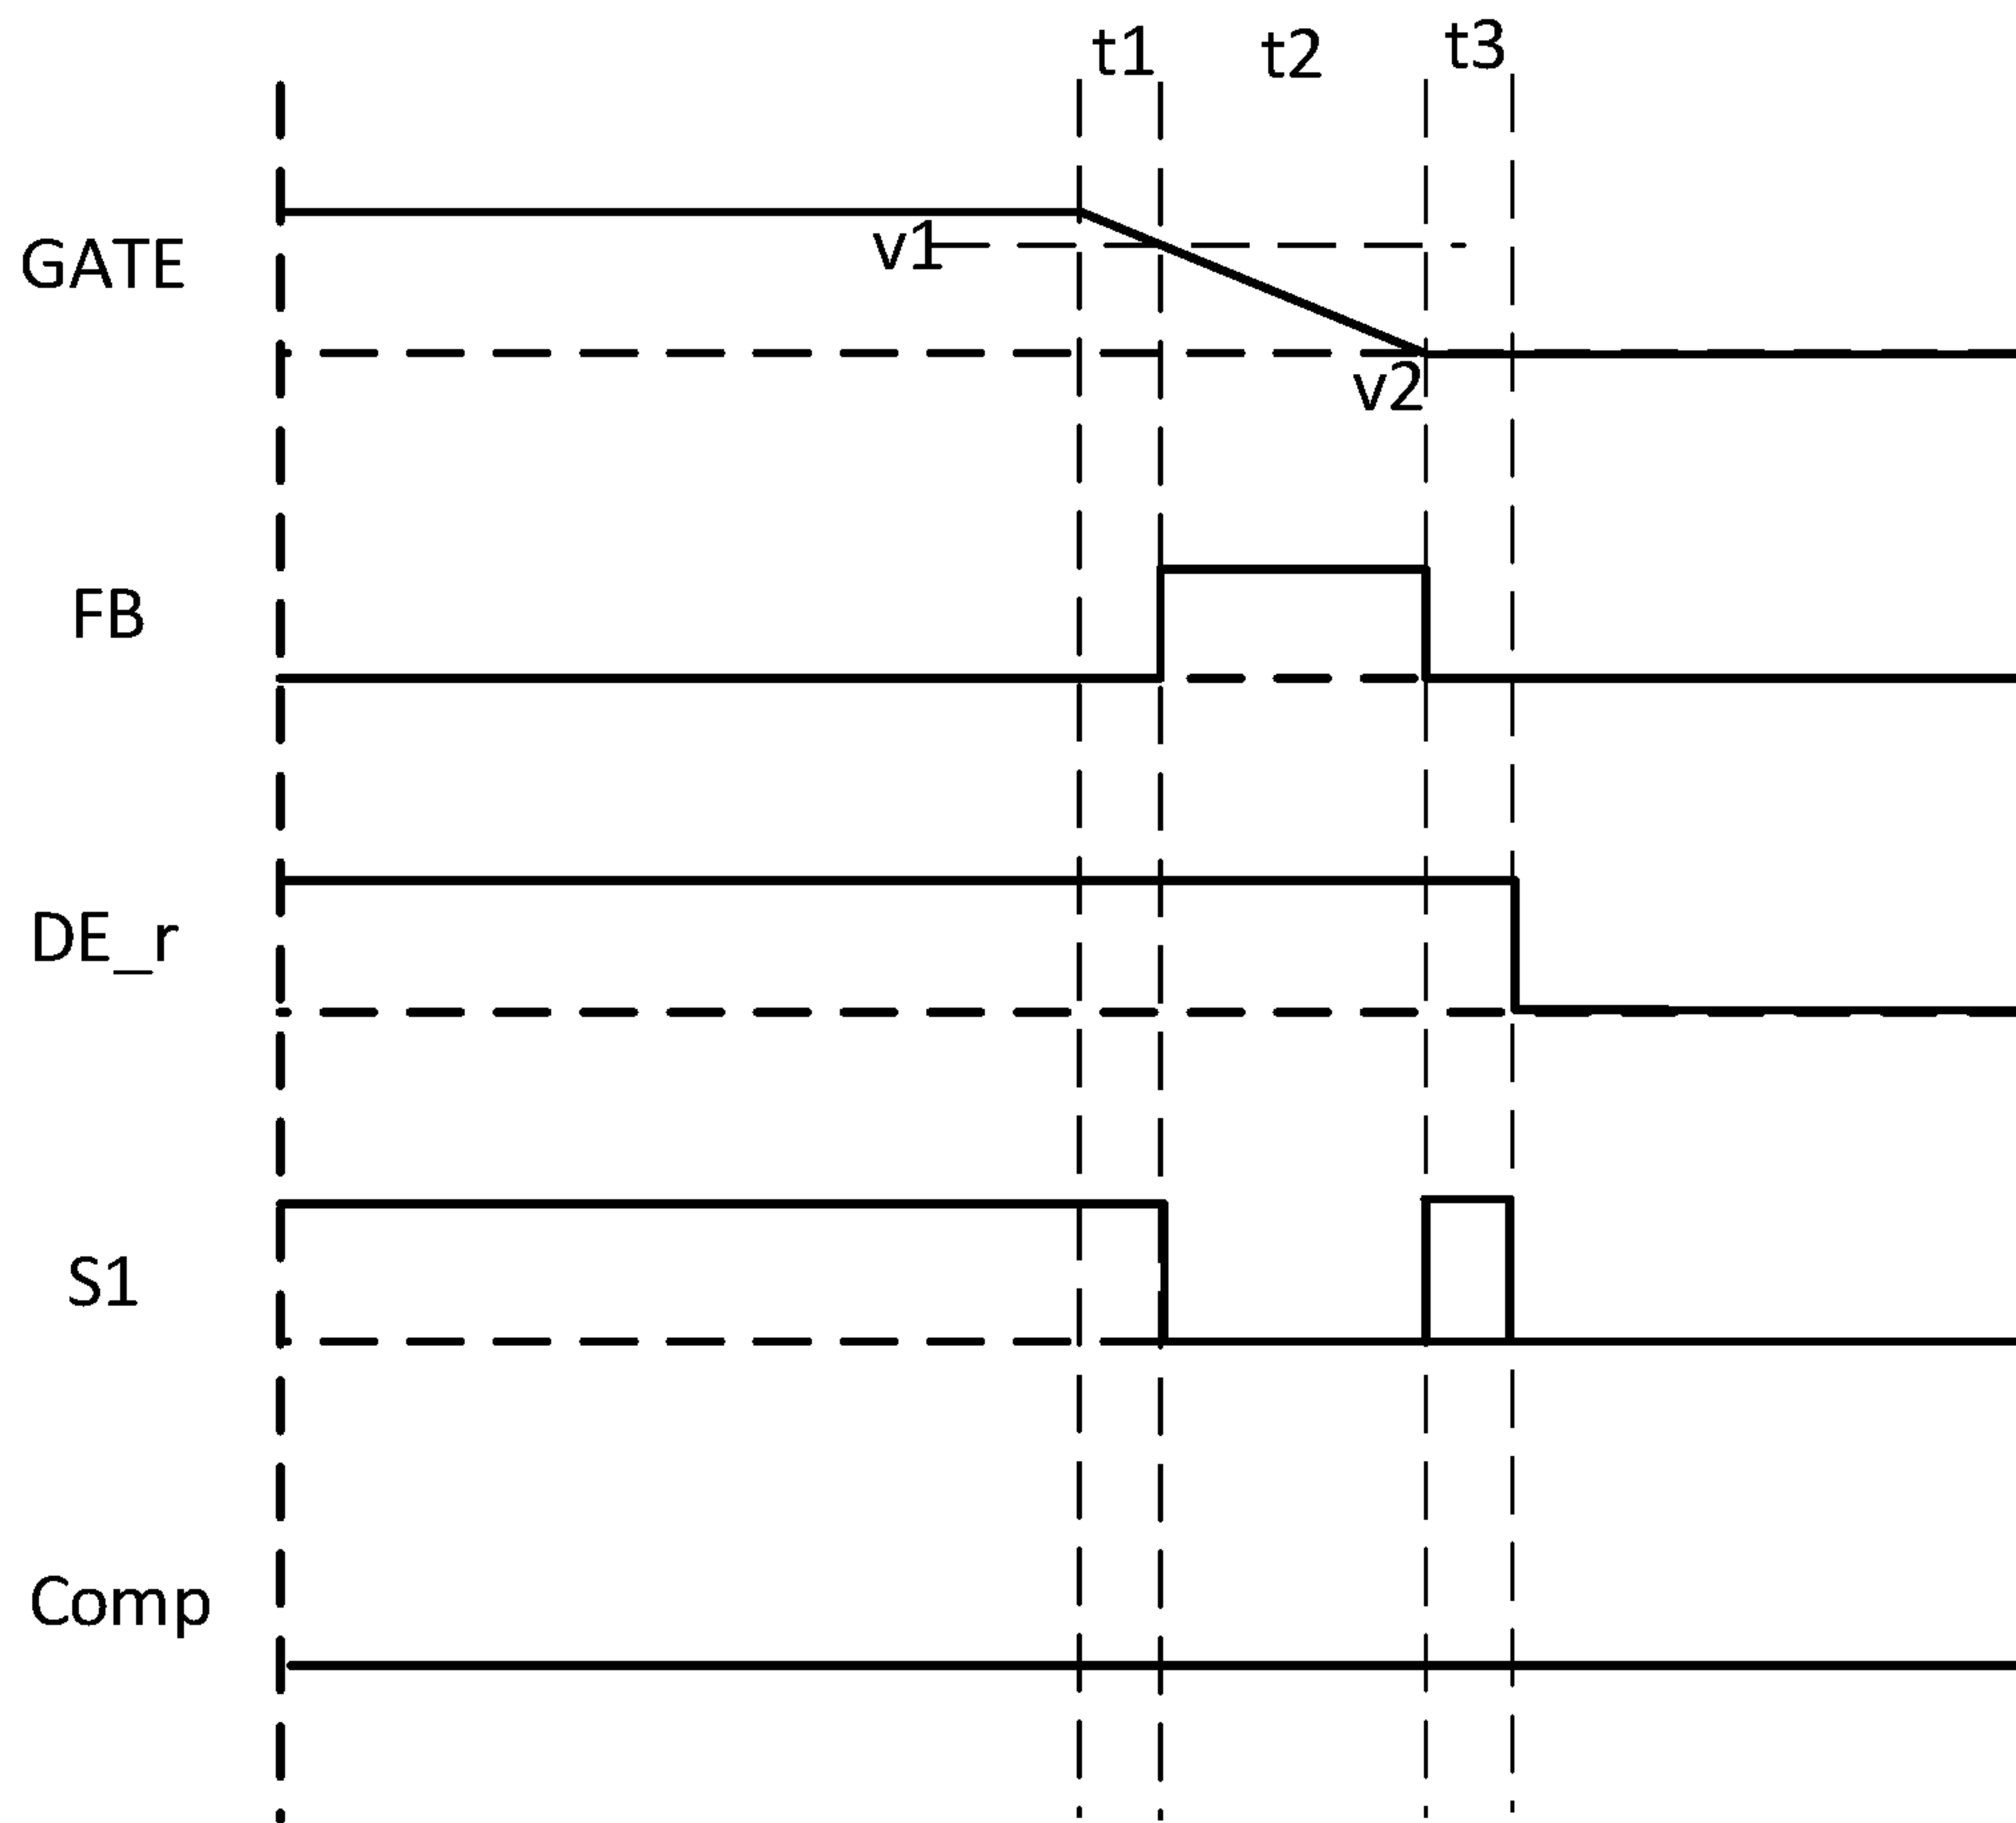 t1 t2 t3
v1
GATE
v2
FB
DE_r
S1
Comp